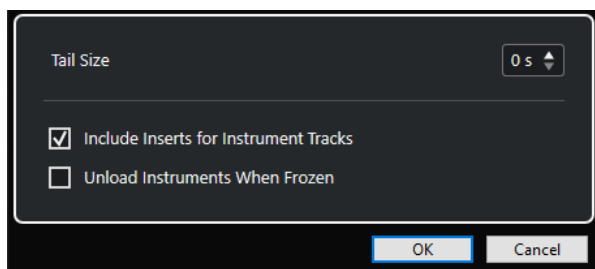 Tail Size
0 s
Include Inserts for Instrument Tracks
Unload Instruments When Frozen
OK
Cancel